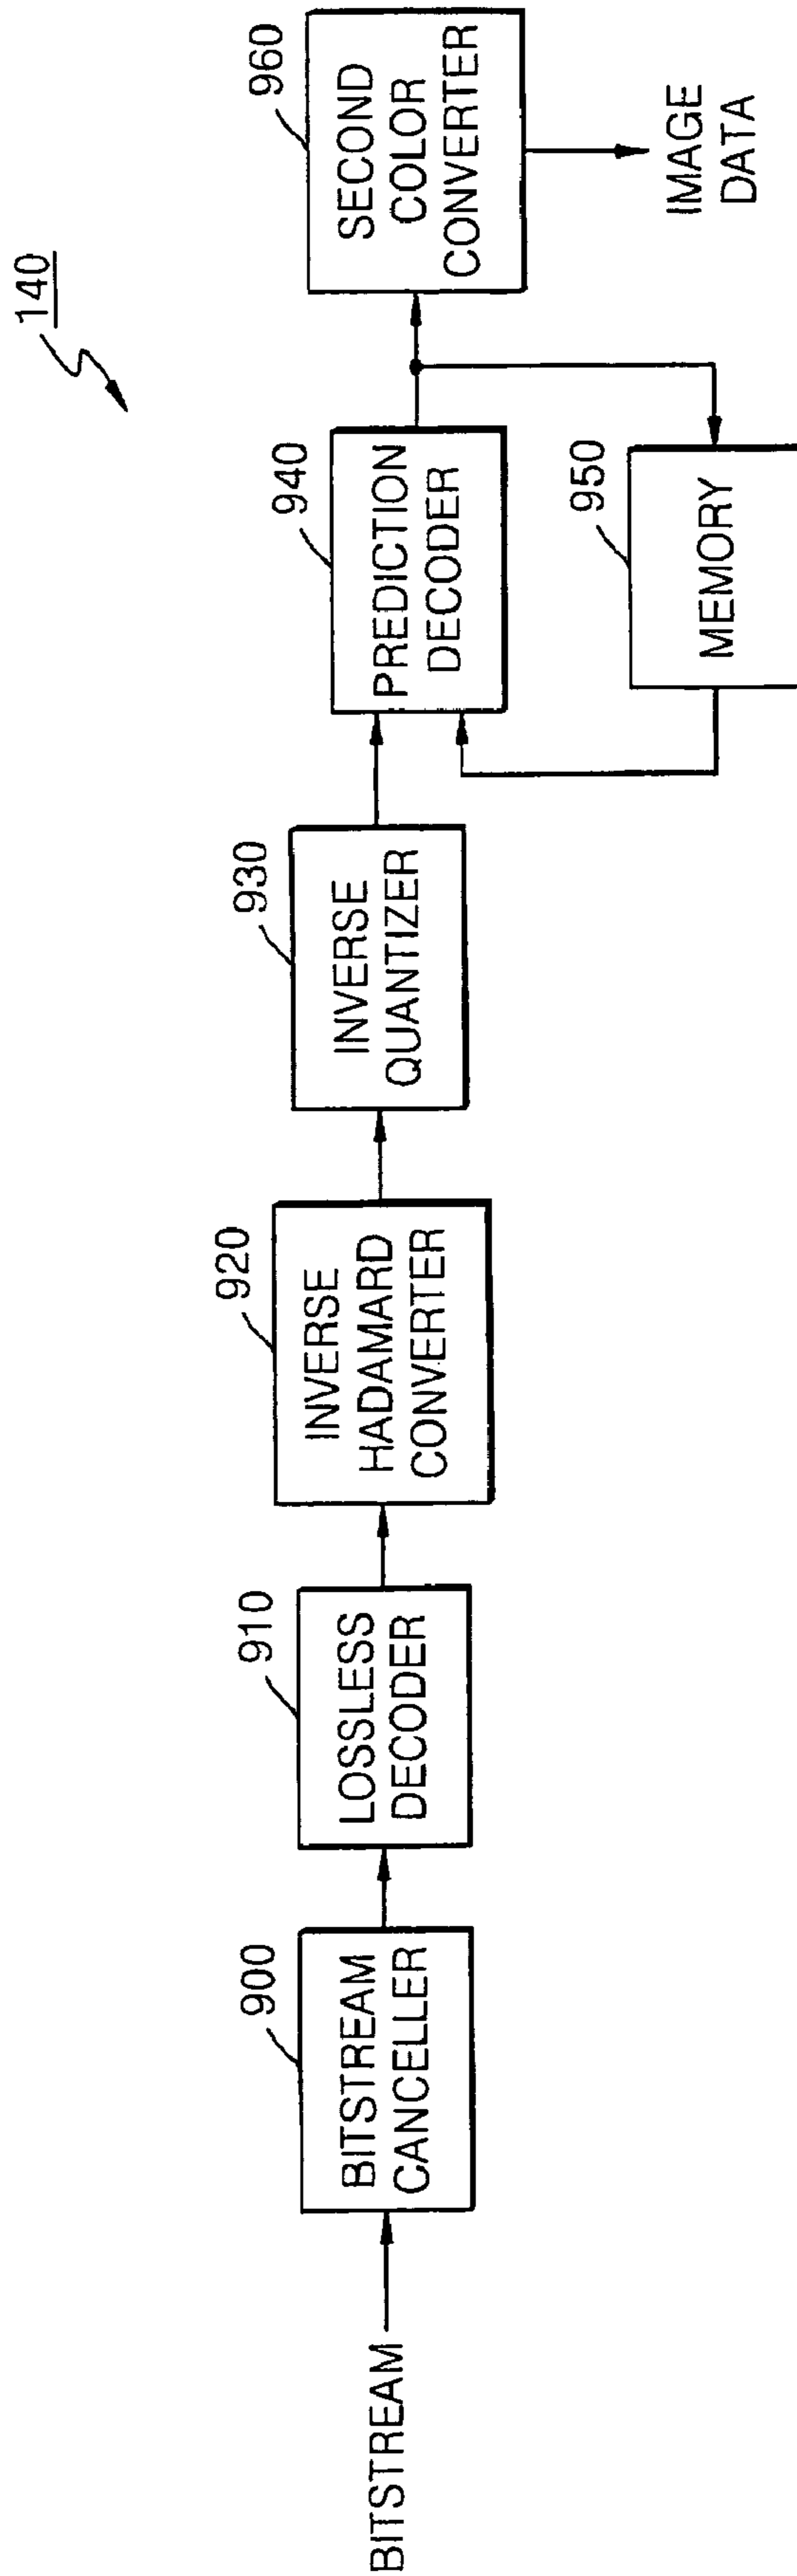 140
BITSTREAM
900
BITSTREAM
CANCELLER
910
LOSSLESS
DECODER
920
INVERSE
HADAMARD
CONVERTER
930
INVERSE
QUANTIZER
940
PREDICTION
DECODER
950
MEMORY
960
SECOND
COLOR
CONVERTER
IMAGE
DATA